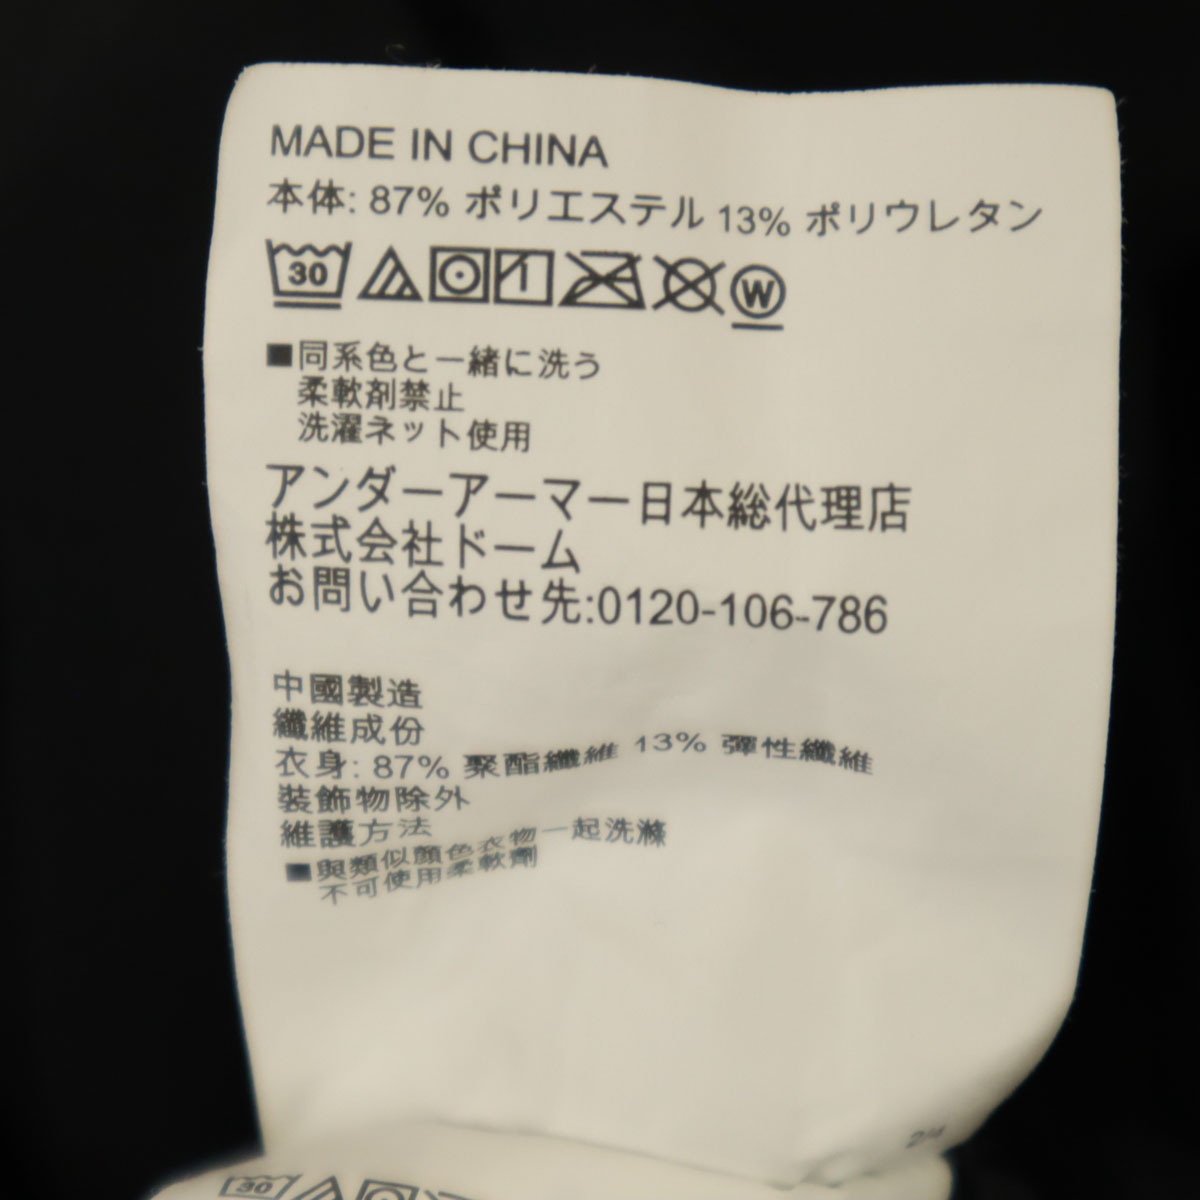 MADE IN CHINA
本体: 87% ポリエステル 13% ポリウレタン
30 W
■同系色と一緒に洗う
柔軟剤禁止
洗濯ネット使用
アンダーアーマー日本総代理店
株式会社ドーム
お問い合わせ先:0120-106-786
中國製造
纖維成份
衣身: 87% 聚酯纖維 13% 彈性纖維
裝飾物除外
維護方法
■與類似顏色衣物一起洗滌
不可使用柔軟劑
30